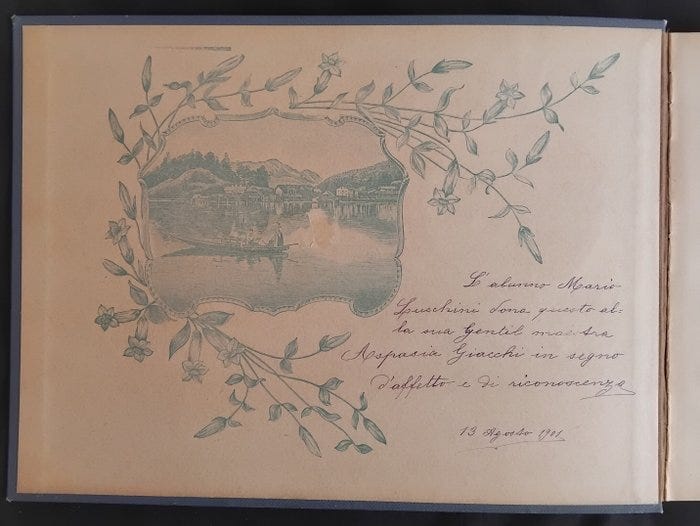 L'alunno Mario
Luschini dona questo al=
la sua Gentil maestra
Aspasia Giacchi in segno
d'affetto e di riconoscenza
13 Agosto 1901